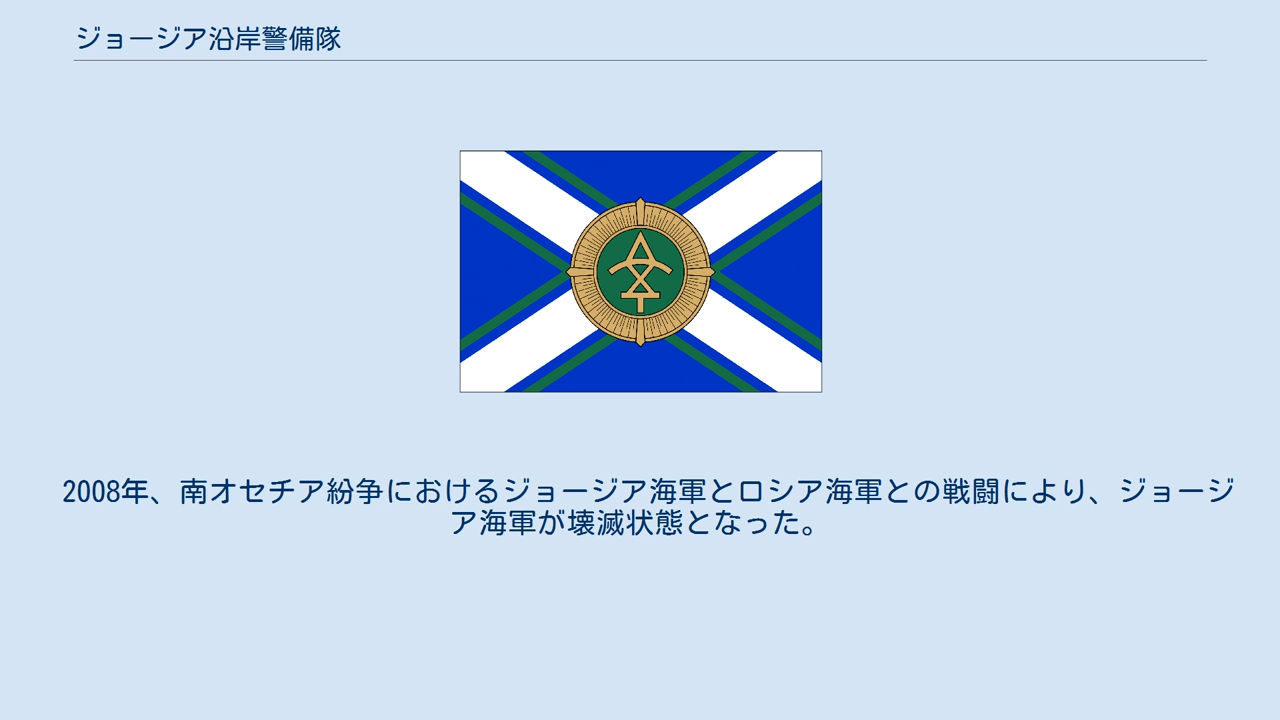 ジョージア沿岸警備隊
2008年、南オセチア紛争におけるジョージア海軍とロシア海軍との戦闘により、ジョージ
ア海軍が壊滅状態となった。